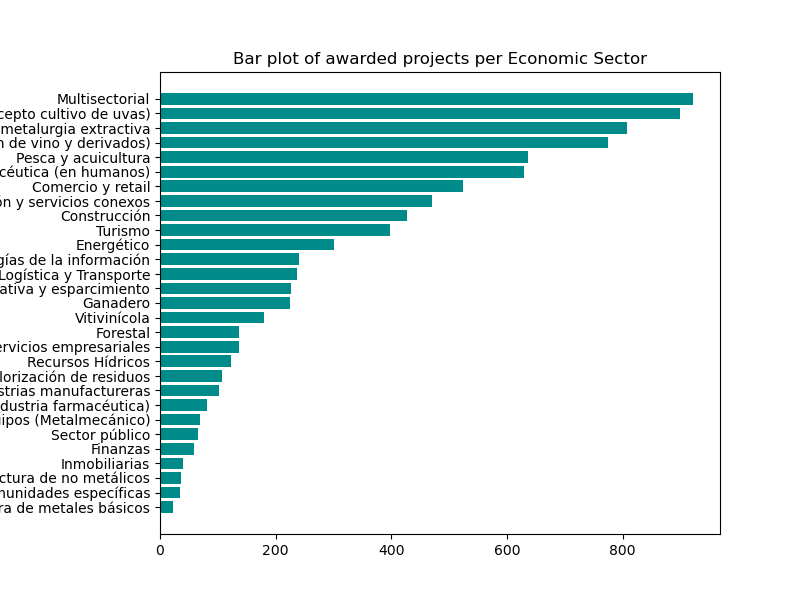 Bar plot of awarded projects per Economic Sector
Multisectorial
cepto cultivo de uvas)
metalurgia extractiva
n de vino y derivados)
Pesca y acuicultura
céutica (en humanos)
Comercio y retail
ón y servicios conexos
Construcción
Turismo
Energético
gías de la información
Logística y Transporte
ativa y esparcimiento
Ganadero
Vitivinícola
Forestal
ervicios empresariales
Recursos Hídricos
lorización de residuos
strias manufactureras
dustria farmacéutica)
uipos (Metalmecánico)
Sector público
Finanzas
Inmobiliarias
ctura de no metálicos
munidades específicas
ra de metales básicos
0 200 400 600 800